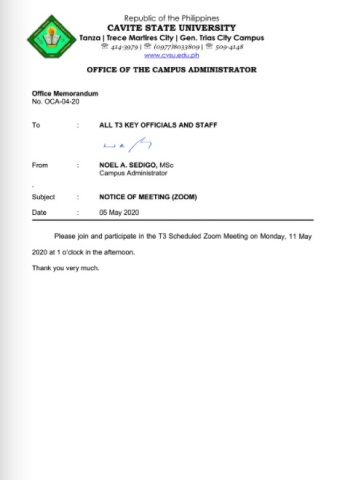 Republic of the Philippines
CAVITE STATE UNIVERSITY
Tanza | Trece Martires City | Gen. Trias City Campus
☏ 414-3979 | ☏ (0977)8033809 | ☏ 509-4148
www.cvsu.edu.ph
OFFICE OF THE CAMPUS ADMINISTRATOR
Office Memorandum
No. OCA-04-20
To : ALL T3 KEY OFFICIALS AND STAFF
From : NOEL A. SEDIGO, MSc
Campus Administrator
Subject : NOTICE OF MEETING (ZOOM)
Date : 05 May 2020
Please join and participate in the T3 Scheduled Zoom Meeting on Monday, 11 May
2020 at 1 o'clock in the afternoon.
Thank you very much.